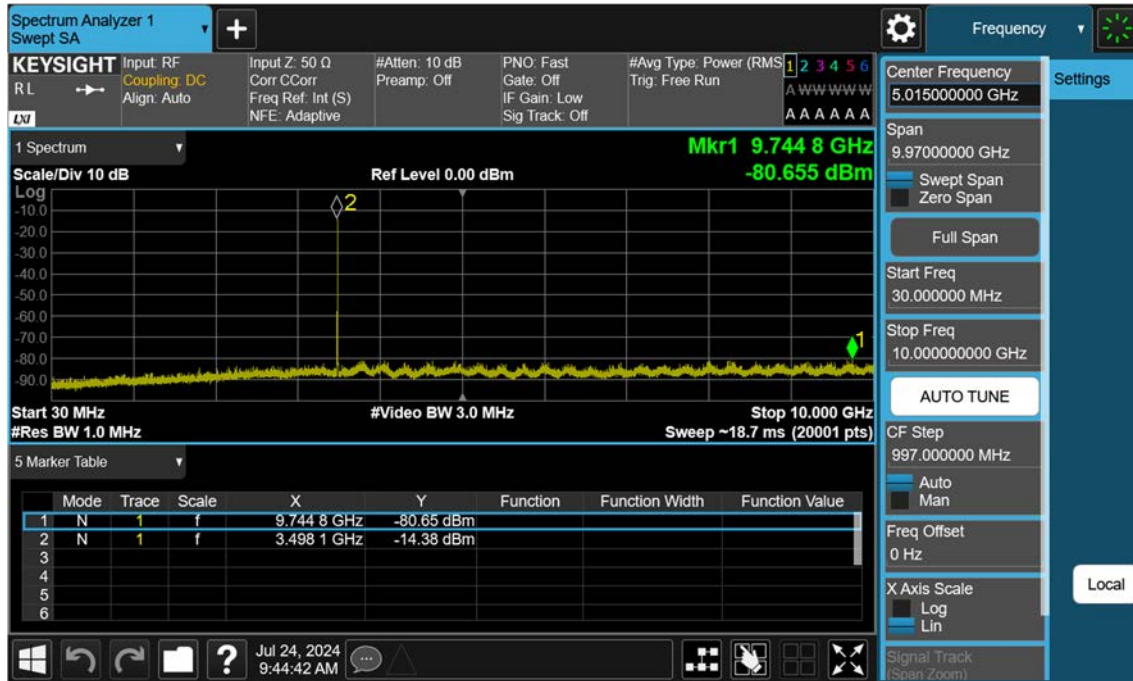 Spectrum Analyzer 1
Swept SA
+
Frequency
KEYSIGHT
RL
LXI
Input: RF
Coupling: DC
Align: Auto
Input Z: 50 Ω
Corr CCorr
Freq Ref: Int (S)
NFE: Adaptive
#Atten: 10 dB
Preamp: Off
PNO: Fast
Gate: Off
IF Gain: Low
Sig Track: Off
#Avg Type: Power (RMS
Trig: Free Run
1 2 3 4 5 6
A W W W W W
A A A A A A
1 Spectrum
Scale/Div 10 dB
Ref Level 0.00 dBm
Mkr1 9.744 8 GHz
-80.655 dBm
Log
-10.0
-20.0
-30.0
-40.0
-50.0
-60.0
-70.0
-80.0
-90.0
2
1
Start 30 MHz
#Res BW 1.0 MHz
#Video BW 3.0 MHz
Stop 10.000 GHz
Sweep ~18.7 ms (20001 pts)
5 Marker Table
Mode Trace Scale X Y Function Function Width Function Value
1 N 1 f 9.744 8 GHz -80.65 dBm
2 N 1 f 3.498 1 GHz -14.38 dBm
3
4
5
6
?
Jul 24, 2024
9:44:42 AM
Center Frequency
5.015000000 GHz
Settings
Span
9.97000000 GHz
Swept Span
Zero Span
Full Span
Start Freq
30.000000 MHz
Stop Freq
10.000000000 GHz
AUTO TUNE
CF Step
997.000000 MHz
Auto
Man
Freq Offset
0 Hz
X Axis Scale
Log
Lin
Local
Signal Track
(Span Zoom)